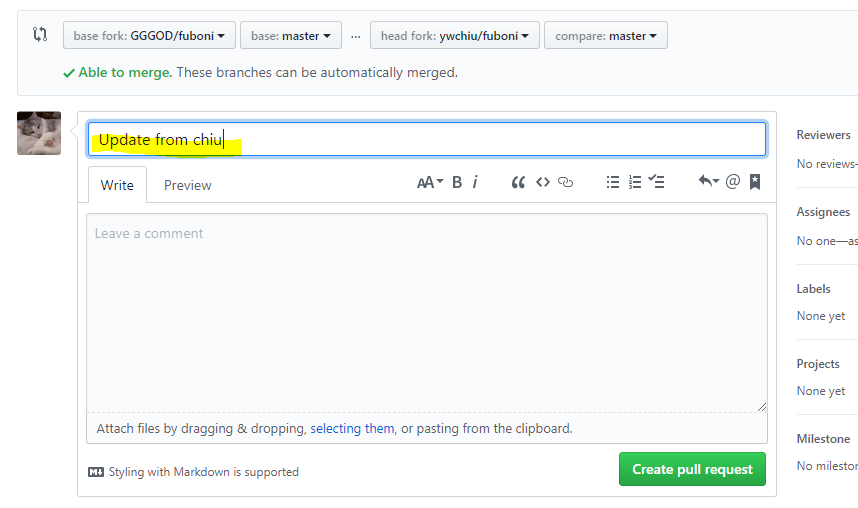 base fork: GGGOD/fuboni base: master ... head fork: ywchiu/fuboni compare: master
Able to merge. These branches can be automatically merged.
Update from chiu
Write Preview
AA B i @
Leave a comment
Attach files by dragging & dropping, selecting them, or pasting from the clipboard.
Styling with Markdown is supported
Create pull request
Reviewers
No reviews—
Assignees
No one—as
Labels
None yet
Projects
None yet
Milestone
No mileston